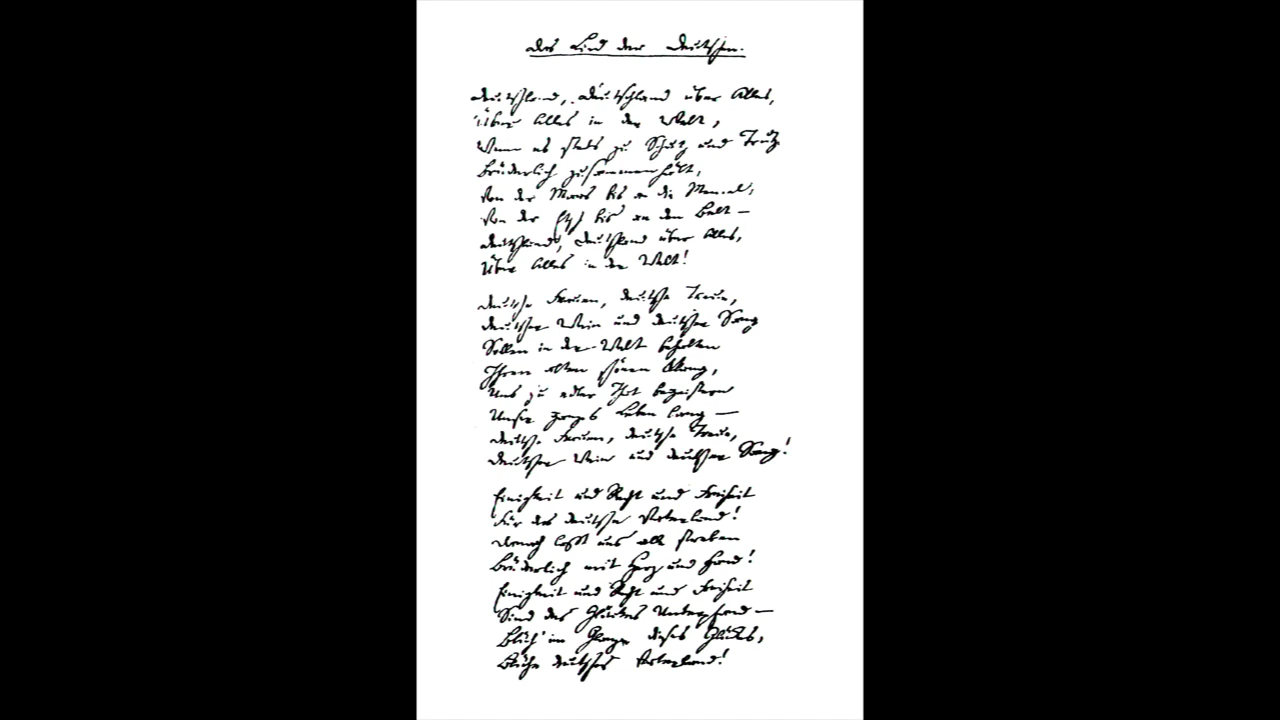 Das Lied der Deutschen.
Deutschland, Deutschland über Alles,
Über Alles in der Welt,
Wenn es stets zu Schutz und Trutz
Brüderlich zusammenhält,
Von der Maas bis an die Memel,
Von der Etsch bis an den Belt –
Deutschland, Deutschland über Alles,
Über Alles in der Welt!
Deutsche Frauen, deutsche Treue,
Deutscher Wein und deutscher Sang
Sollen in der Welt behalten
Ihren alten schönen Klang,
Uns zu edler That begeistern
Unser ganzes Leben lang –
Deutsche Frauen, deutsche Treue,
Deutscher Wein und deutscher Sang!
Einigkeit und Recht und Freiheit
Für das deutsche Vaterland!
Danach laßt uns alle streben
Brüderlich mit Herz und Hand!
Einigkeit und Recht und Freiheit
Sind des Glückes Unterpfand –
Blüh' im Glanze dieses Glückes,
Blühe deutsches Vaterland!